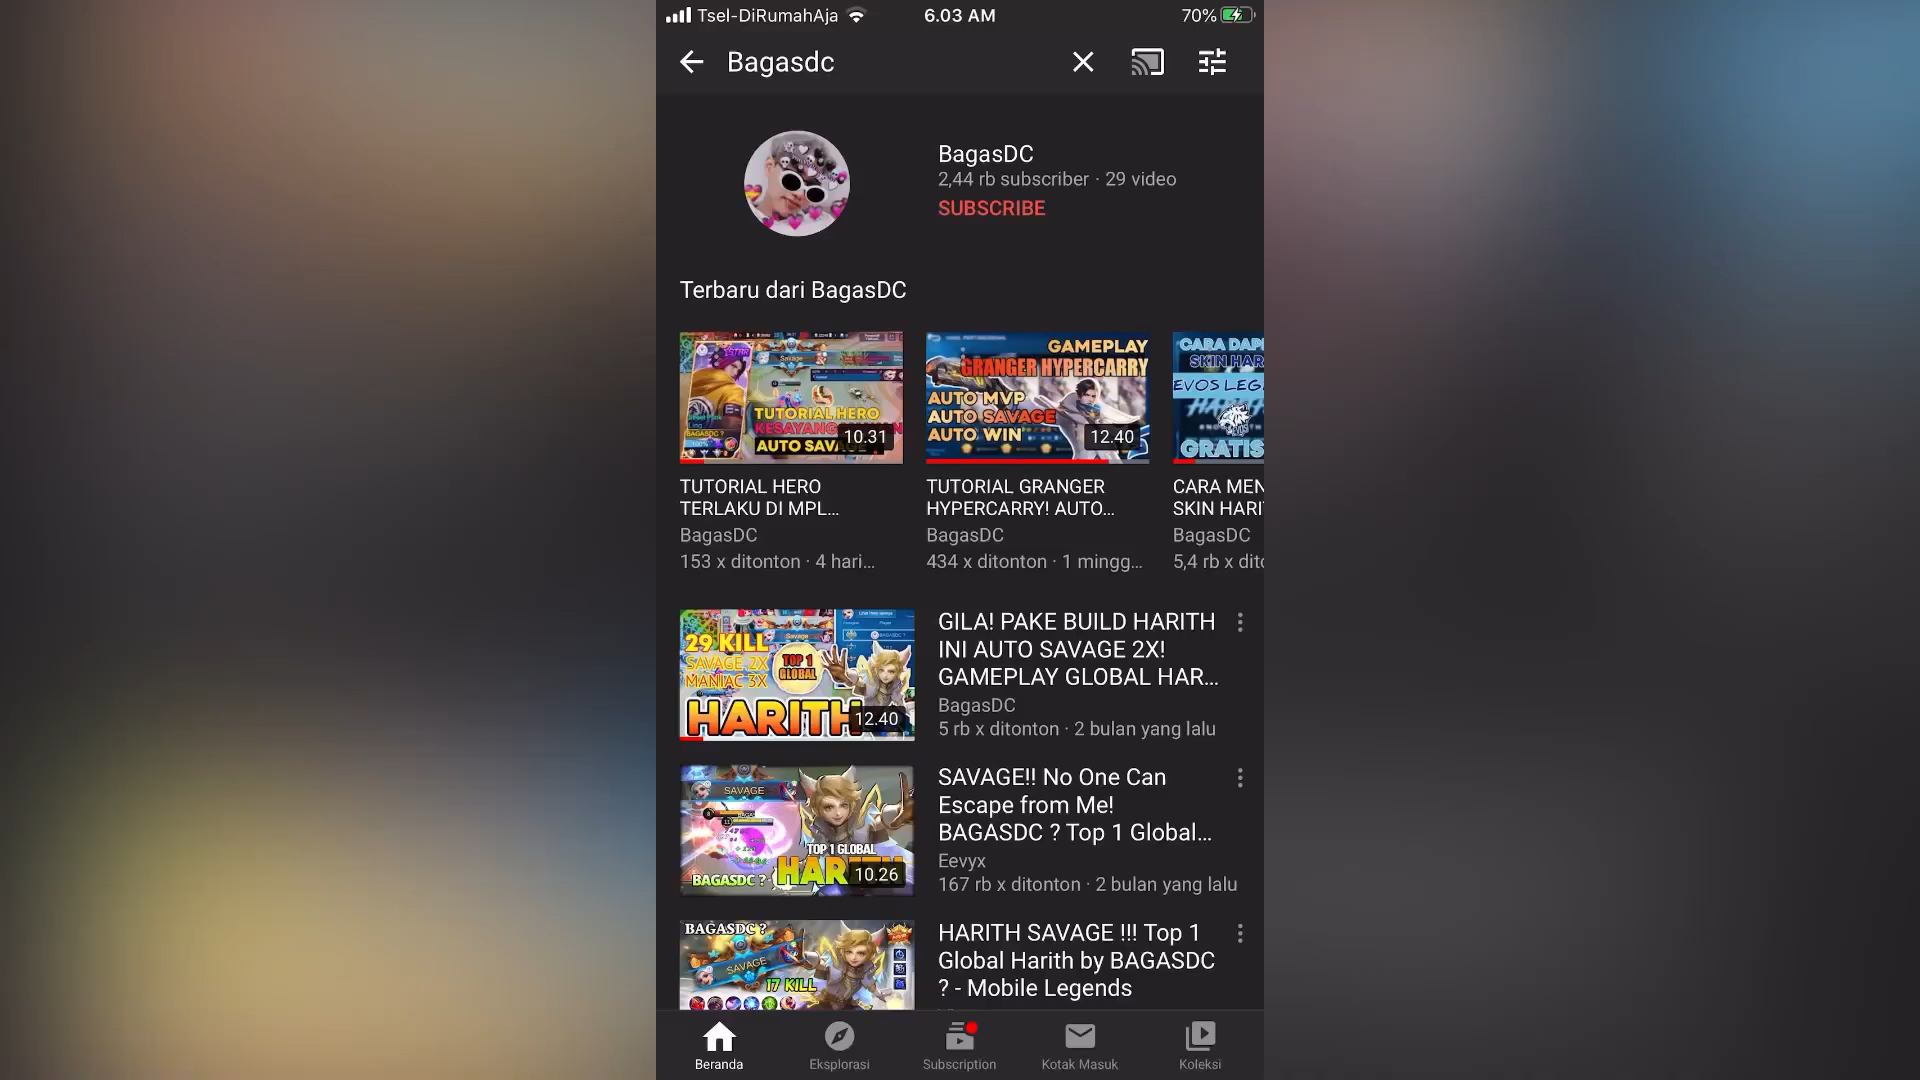 Tsel-DiRumahAja
6.03 AM
70%
Bagasdc
BagasDC
2,44 rb subscriber · 29 video
SUBSCRIBE
Terbaru dari BagasDC
Savage
TUTORIAL HERO
AUTO
10.31
TUTORIAL HERO
TERLAKU DI MPL...
BagasDC
153 x ditonton · 4 hari...
GAMEPLAY
GRANGER HYPERCARRY
AUTO MVP
AUTO SAVAGE
AUTO WIN
12.40
TUTORIAL GRANGER
HYPERCARRY! AUTO...
BagasDC
434 x ditonton · 1 mingg...
CARA
GRATIS
CARA
BagasDC
5,4 rb x
29 KILL
SAVAGE 2X
MANIAC 3X
Savage
TOP 1
GLOBAL
HARITH
12.40
GILA! PAKE BUILD HARITH
INI AUTO SAVAGE 2X!
GAMEPLAY GLOBAL HAR...
BagasDC
5 rb x ditonton · 2 bulan yang lalu
SAVAGE
TOP 1 GLOBAL
BAGASDC ?
10.26
SAVAGE!! No One Can
Escape from Me!
BAGASDC ? Top 1 Global...
Eevyx
167 rb x ditonton · 2 bulan yang lalu
BAGASDC ?
SAVAGE
17 KILL
HARITH SAVAGE !!! Top 1
Global Harith by BAGASDC
? - Mobile Legends
Beranda
Eksplorasi
Subscription
Kotak Masuk
Koleksi